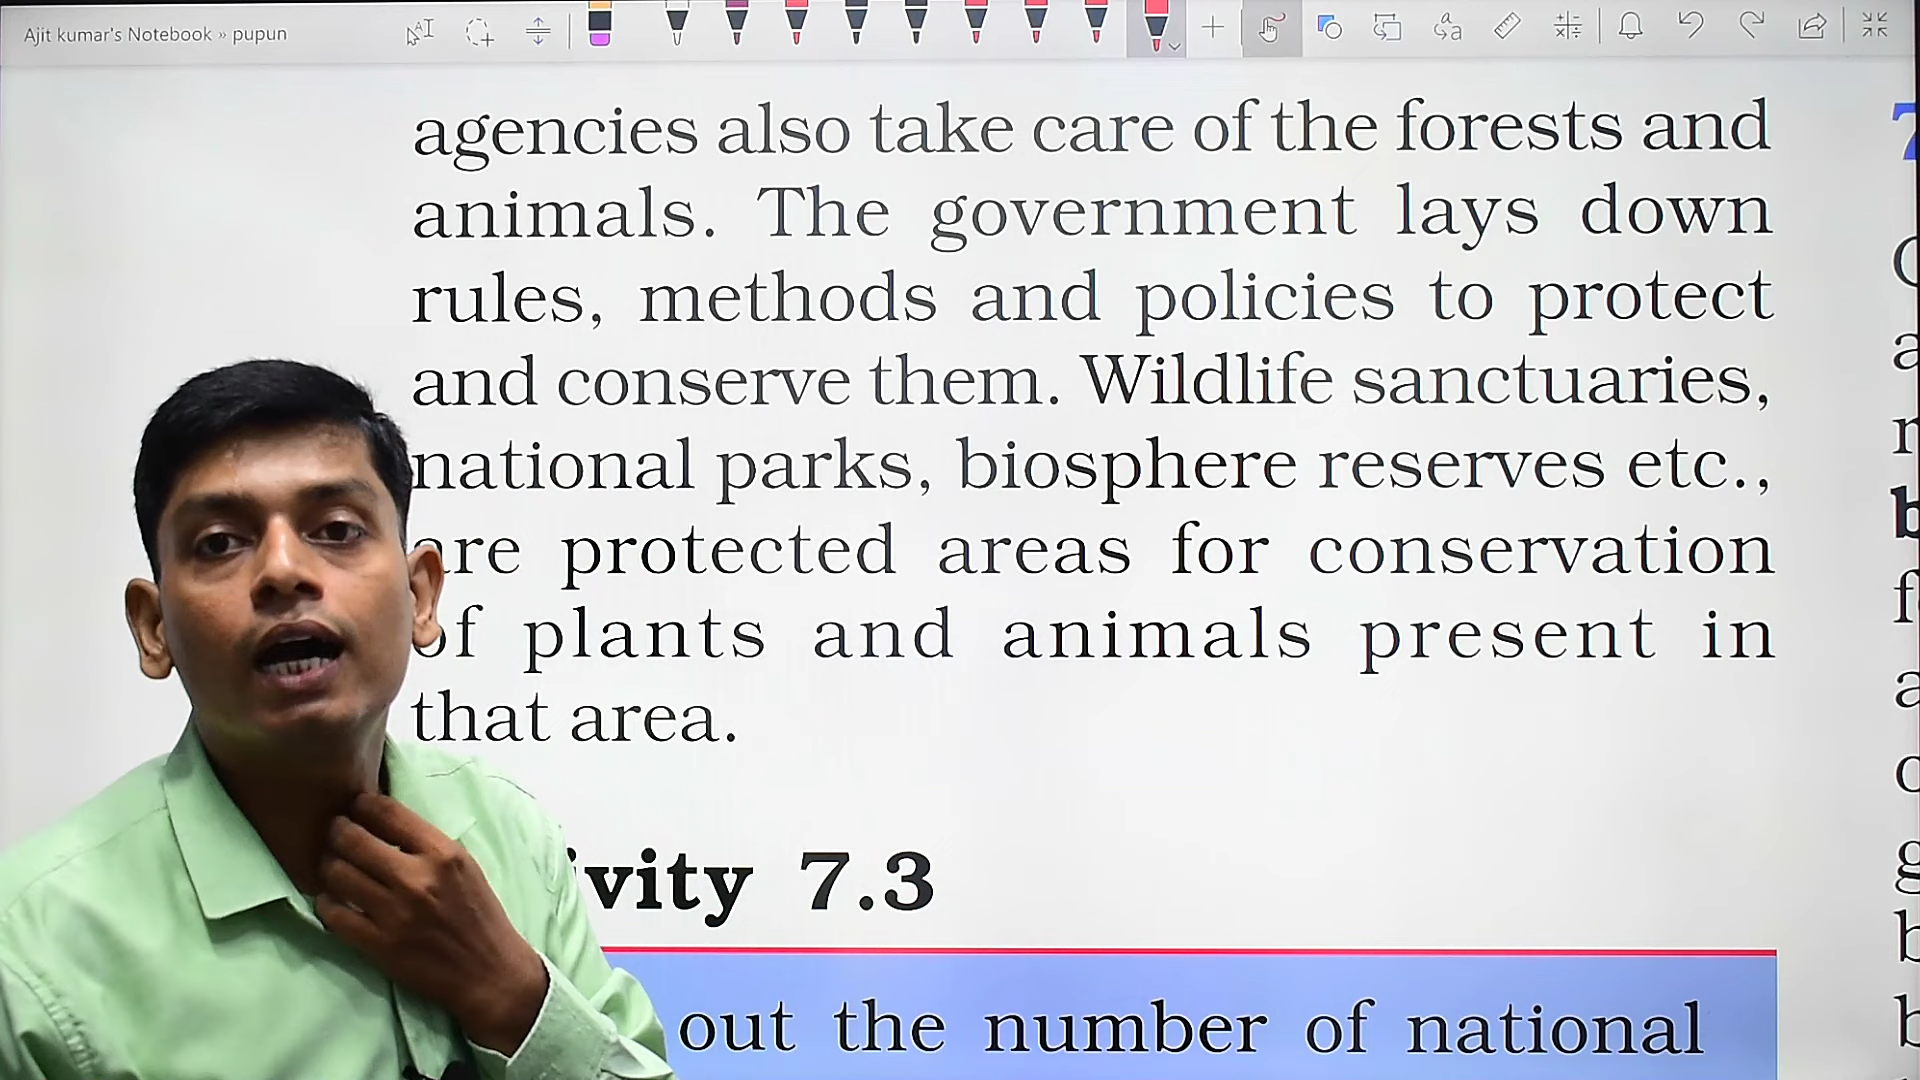 Ajit kumar's Notebook » pupun
agencies also take care of the forests and
animals. The government lays down
rules, methods and policies to protect
and conserve them. Wildlife sanctuaries,
national parks, biosphere reserves etc.,
are protected areas for conservation
of plants and animals present in
that area.
ivity 7.3
out the number of national